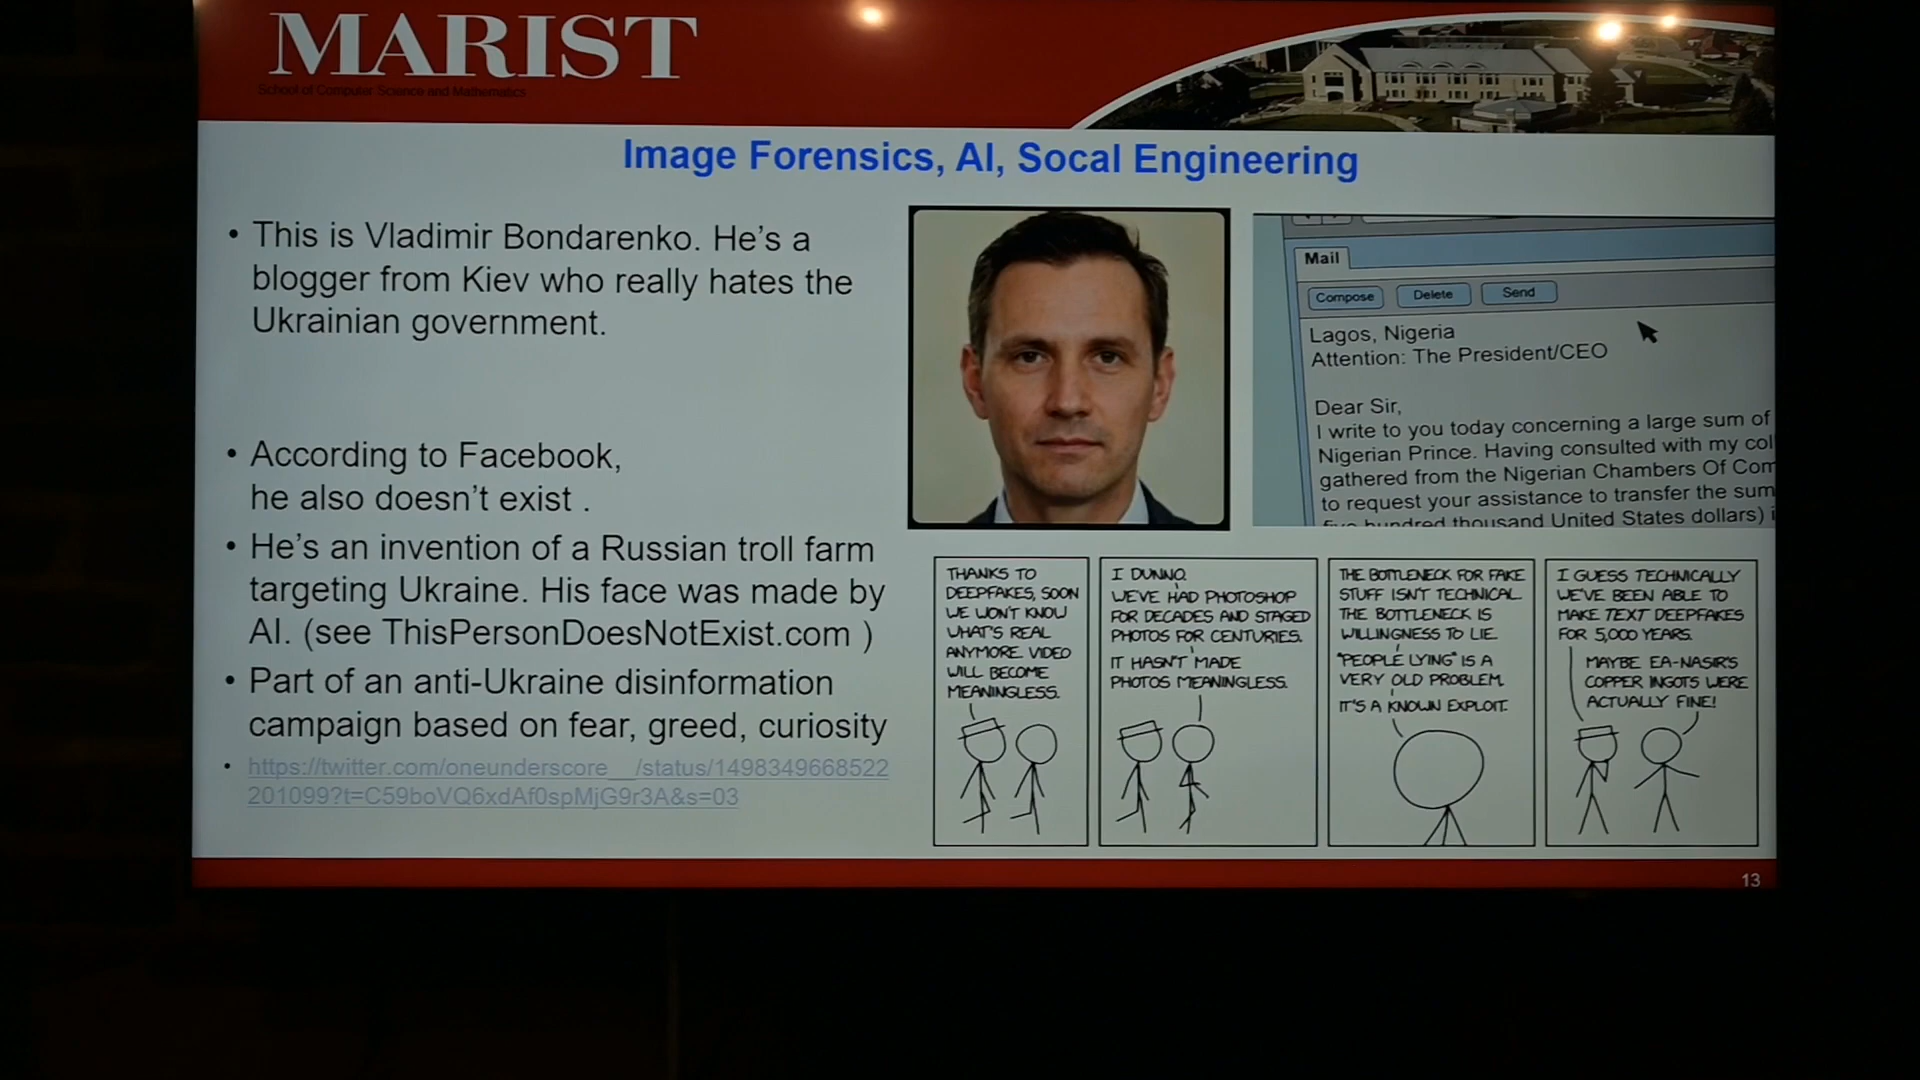 MARIST
School of Computer Science and Mathematics
Image Forensics, AI, Socal Engineering
• This is Vladimir Bondarenko. He's a
blogger from Kiev who really hates the
Ukrainian government.
• According to Facebook,
he also doesn't exist .
• He's an invention of a Russian troll farm
targeting Ukraine. His face was made by
AI. (see ThisPersonDoesNotExist.com )
• Part of an anti-Ukraine disinformation
campaign based on fear, greed, curiosity
• https://twitter.com/oneunderscore__/status/1498349668522
201099?t=C59boVQ6xdAf0spMjG9r3A&s=03
Mail
Compose Delete Send
Lagos, Nigeria
Attention: The President/CEO
Dear Sir,
I write to you today concerning a large sum of
Nigerian Prince. Having consulted with my col
gathered from the Nigerian Chambers Of Com
to request your assistance to transfer the sum
five hundred thousand United States dollars) i
THANKS TO
DEEPFAKES, SOON
WE WON'T KNOW
WHAT'S REAL
ANYMORE. VIDEO
WILL BECOME
MEANINGLESS.
I DUNNO.
WE'VE HAD PHOTOSHOP
FOR DECADES AND STAGED
PHOTOS FOR CENTURIES.
IT HASN'T MADE
PHOTOS MEANINGLESS.
THE BOTTLENECK FOR FAKE
STUFF ISN'T TECHNICAL.
THE BOTTLENECK IS
WILLINGNESS TO LIE.
"PEOPLE LYING" IS A
VERY OLD PROBLEM.
IT'S A KNOWN EXPLOIT.
I GUESS TECHNICALLY
WE'VE BEEN ABLE TO
MAKE TEXT DEEPFAKES
FOR 5,000 YEARS.
MAYBE EA-NASIR'S
COPPER INGOTS WERE
ACTUALLY FINE!
13